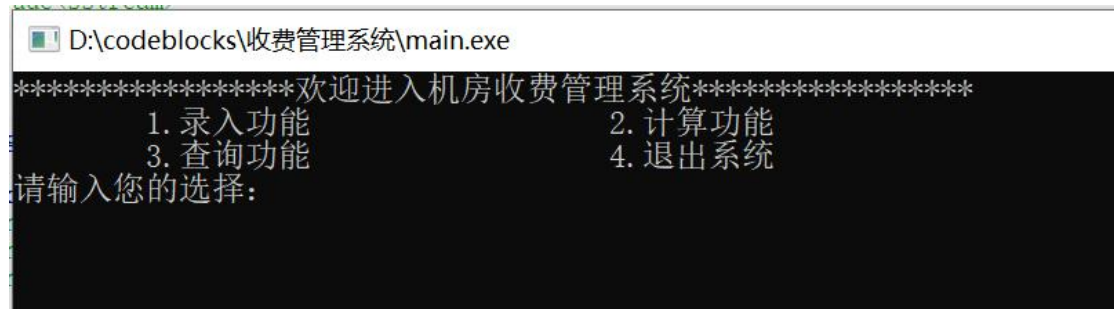 D:\codeblocks\收费管理系统\main.exe
*****************欢迎进入机房收费管理系统*****************
1.录入功能 2.计算功能
3.查询功能 4.退出系统
请输入您的选择: